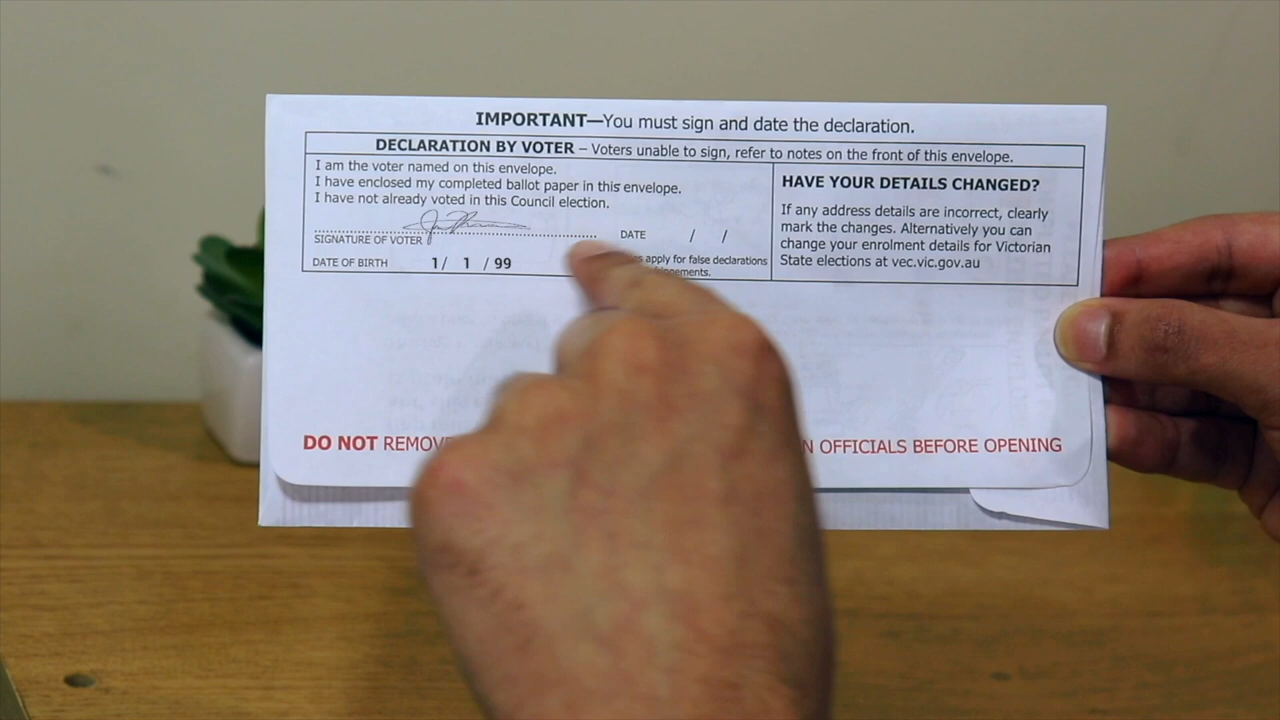 IMPORTANT—You must sign and date the declaration.
DECLARATION BY VOTER – Voters unable to sign, refer to notes on the front of this envelope.
I am the voter named on this envelope.
I have enclosed my completed ballot paper in this envelope.
I have not already voted in this Council election.
SIGNATURE OF VOTER
DATE / /
DATE OF BIRTH 1 / 1 / 99
apply for false declarations
HAVE YOUR DETAILS CHANGED?
If any address details are incorrect, clearly
mark the changes. Alternatively you can
change your enrolment details for Victorian
State elections at vec.vic.gov.au
DO NOT REMOVE
OFFICIALS BEFORE OPENING